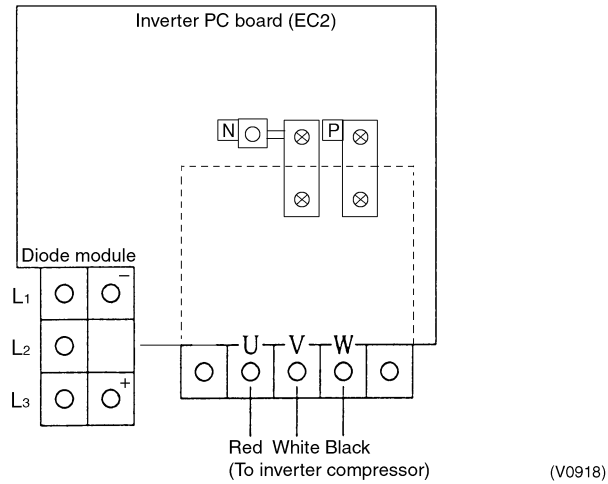 Inverter PC board (EC2)
N P
Diode module
L1 −
L2
L3 +
U V W
Red White Black
(To inverter compressor)
(V0918)